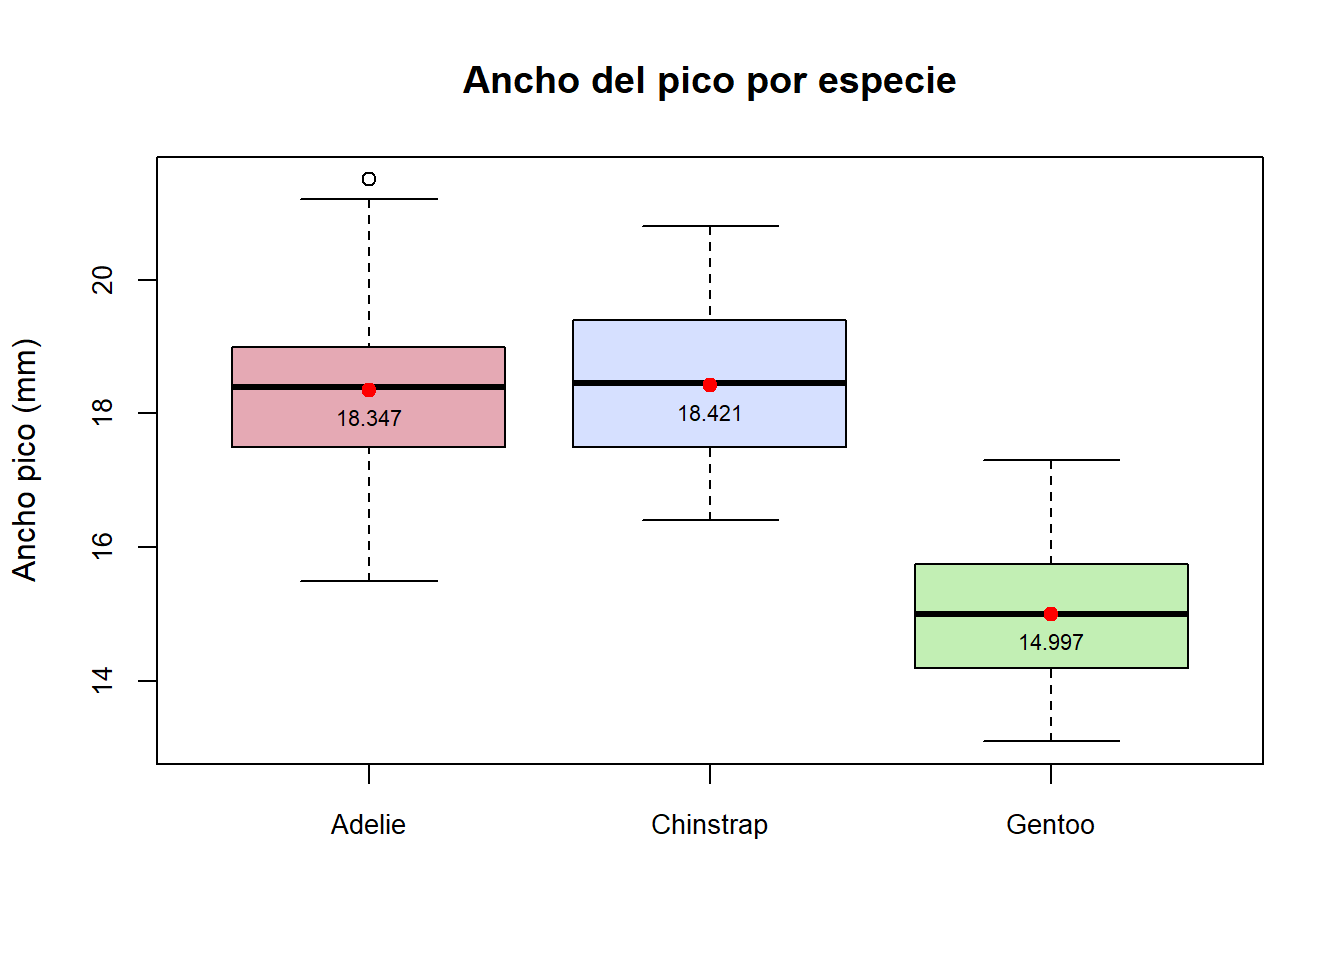 Ancho del pico por especie
Ancho pico (mm)
20
18
16
14
18.347
18.421
14.997
Adelie
Chinstrap
Gentoo